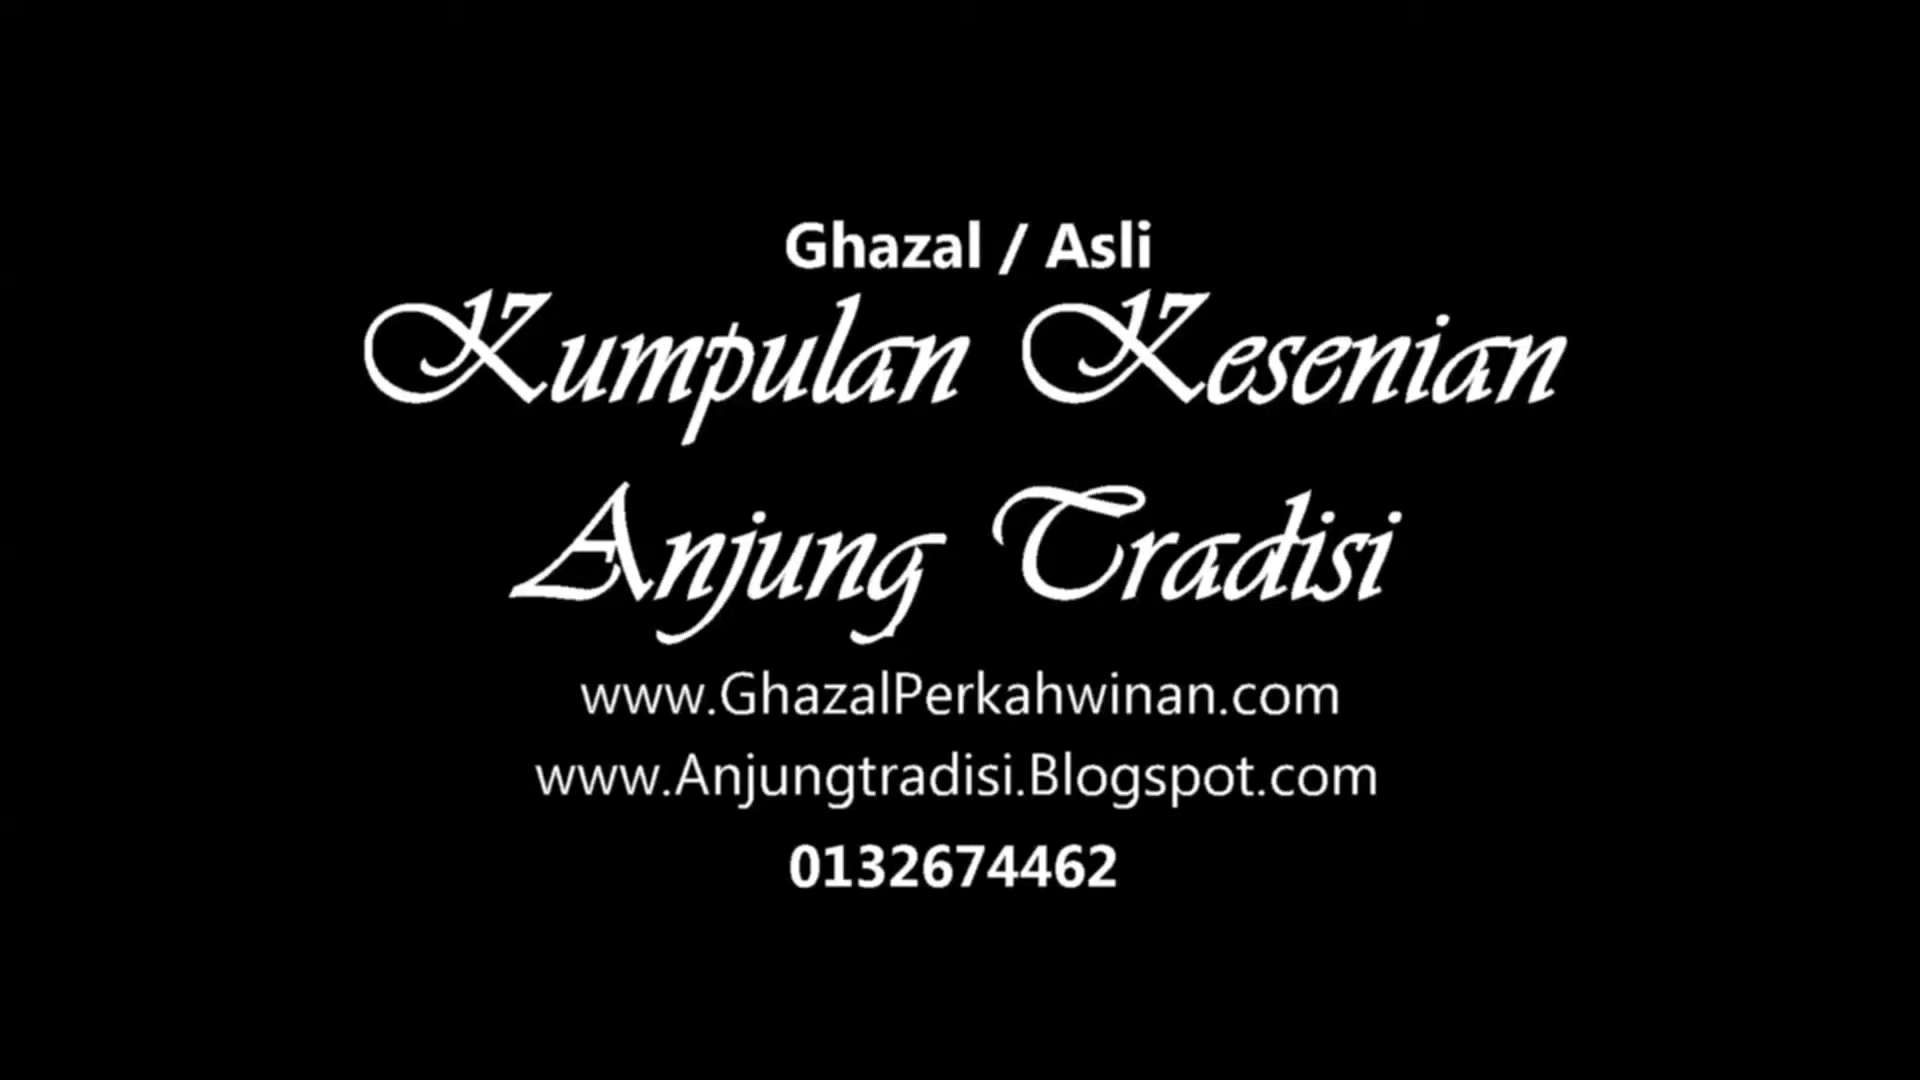 Ghazal / Asli
Kumpulan Kesenian
Anjung Tradisi
www.GhazalPerkahwinan.com
www.Anjungtradisi.Blogspot.com
0132674462